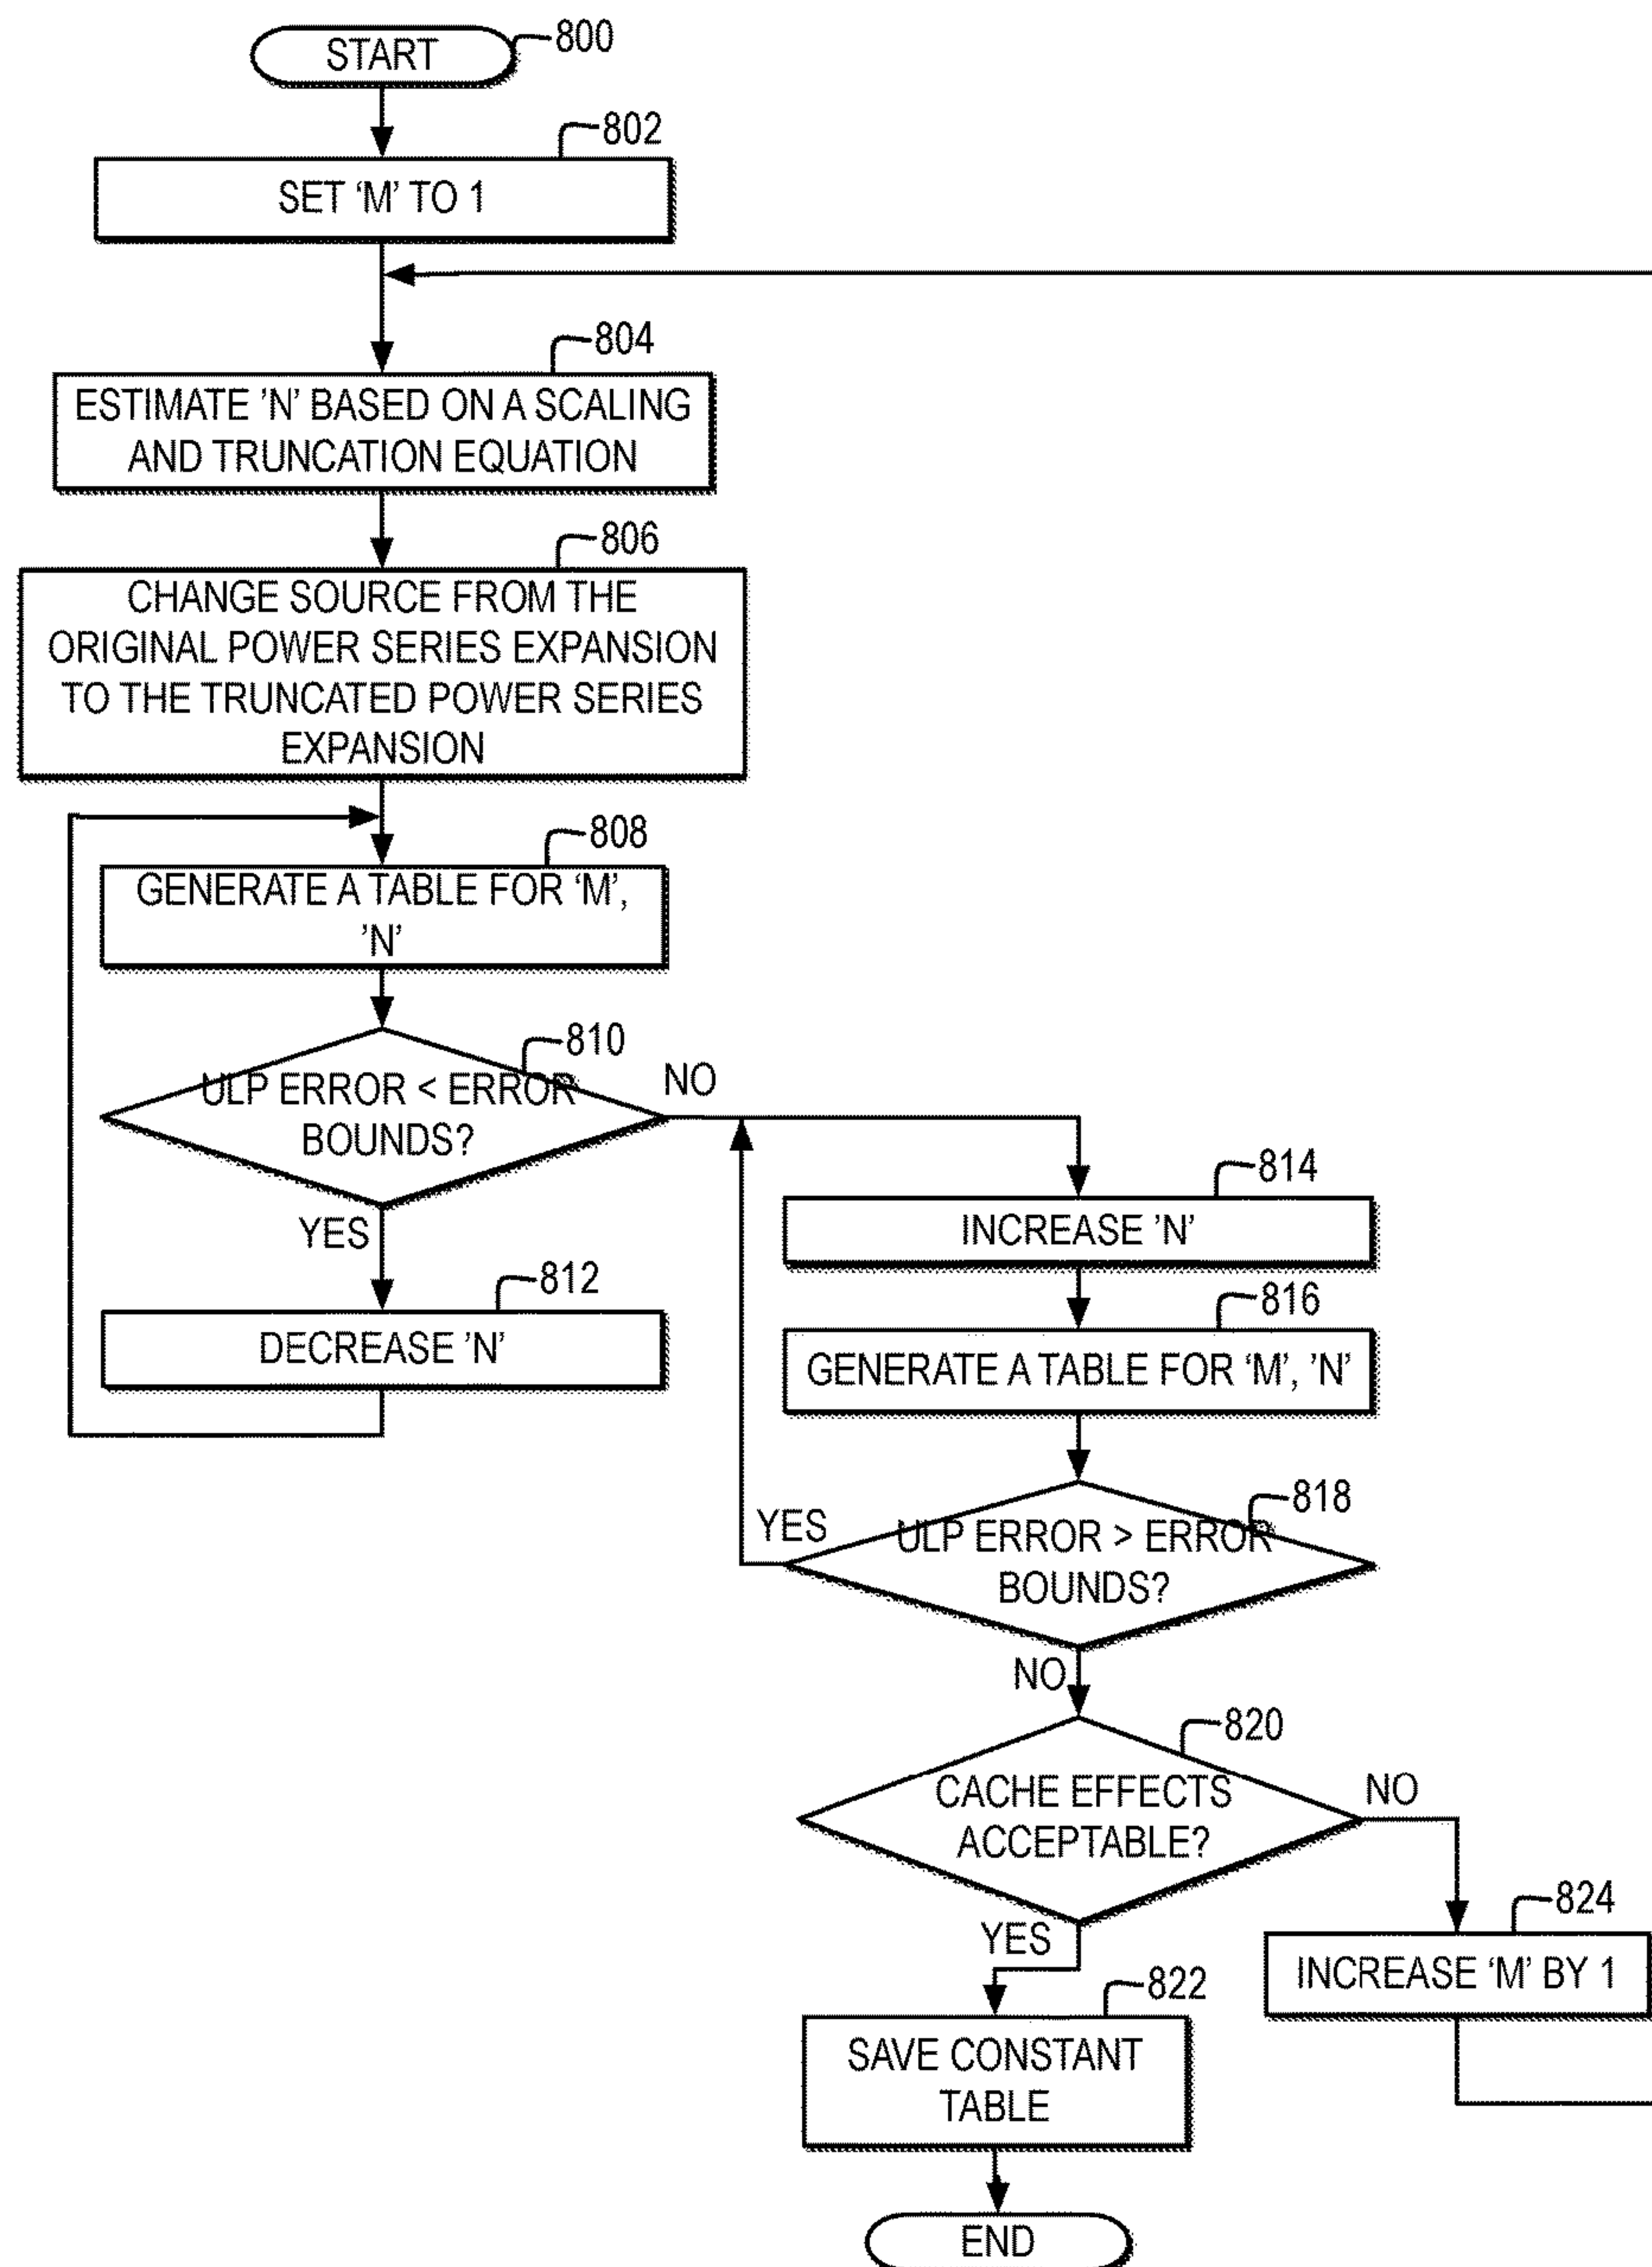 START
800
802
SET ‘M’ TO 1
804
ESTIMATE ’N’ BASED ON A SCALING
AND TRUNCATION EQUATION
806
CHANGE SOURCE FROM THE
ORIGINAL POWER SERIES EXPANSION
TO THE TRUNCATED POWER SERIES
EXPANSION
808
GENERATE A TABLE FOR ‘M’,
’N’
810
ULP ERROR < ERROR
BOUNDS?
NO
YES
812
DECREASE ’N’
814
INCREASE ’N’
816
GENERATE A TABLE FOR ‘M’, ’N’
818
ULP ERROR > ERROR
BOUNDS?
YES
NO
820
CACHE EFFECTS
ACCEPTABLE?
NO
YES
824
INCREASE ‘M’ BY 1
822
SAVE CONSTANT
TABLE
END